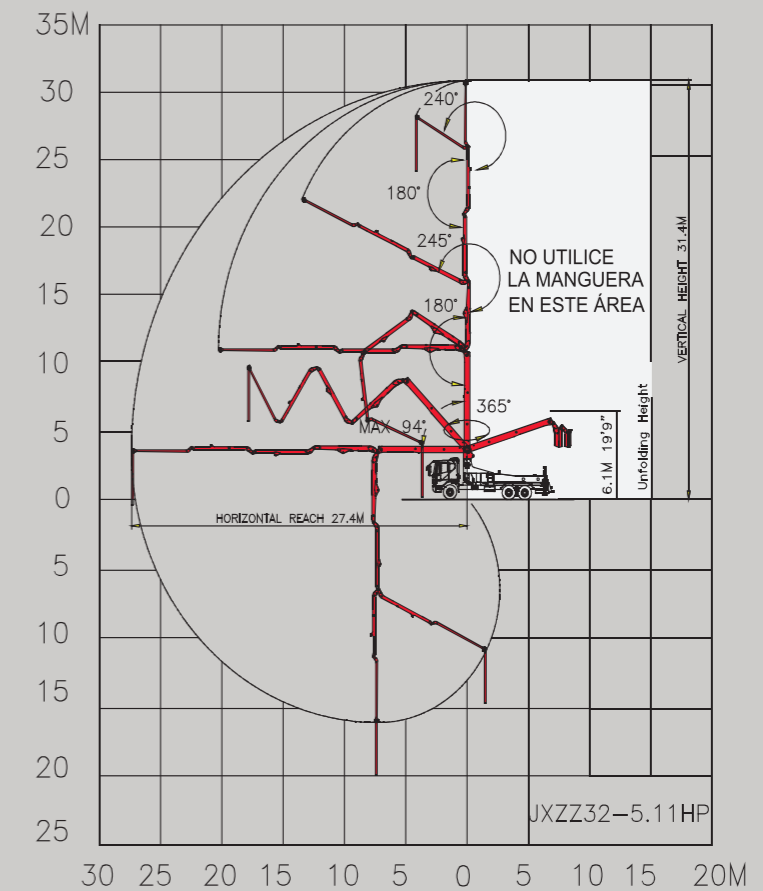 35M
30
25
20
15
10
5
0
5
10
15
20
25
240°
180°
245°
NO UTILICE
LA MANGUERA
EN ESTE ÁREA
180°
365°
MAX 94°
VERTICAL HEIGHT 31.4M
Unfolding Height
6.1M 19'9"
HORIZONTAL REACH 27.4M
JXZZ32-5.11HP
30 25 20 15 10 5 0 5 10 15 20M